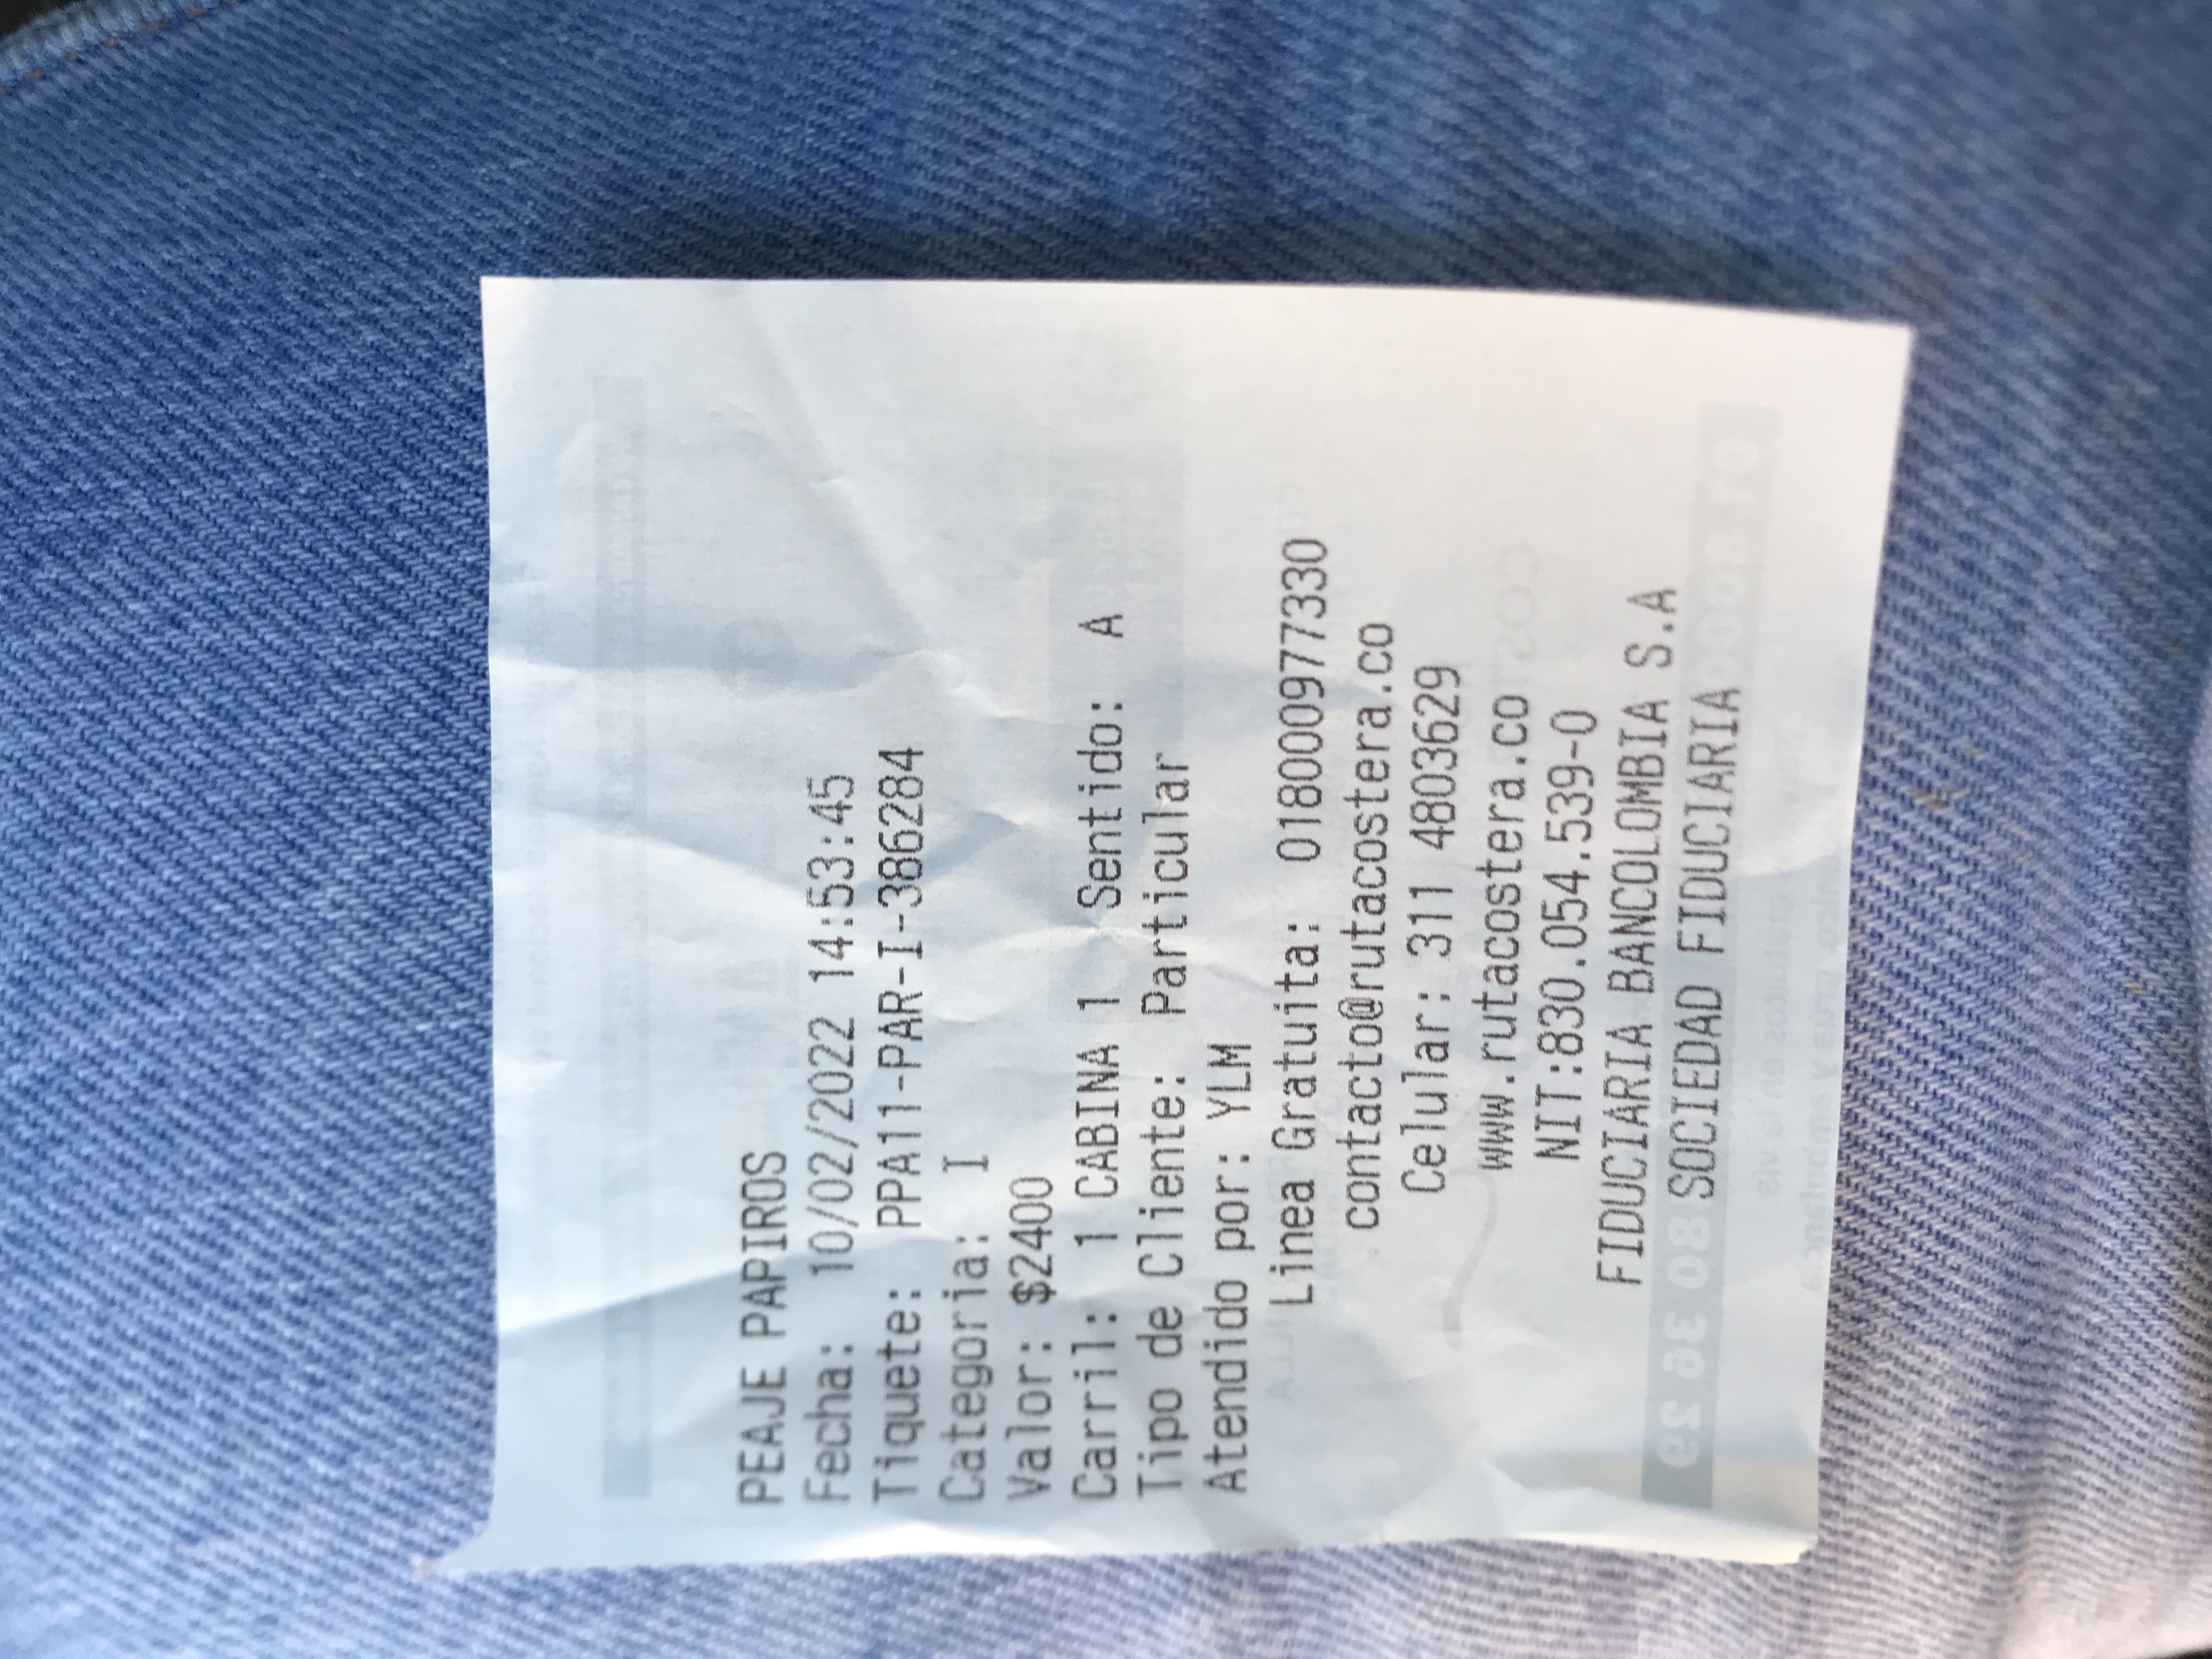 PEAJE PAPIROS
Fecha: 10/02/2022 14:53:45
Tiquete: PPA11-PAR-I-386284
Categoria: I
Valor: $2400
Carril: 1 CABINA 1 Sentido: A
Tipo de Cliente: Particular
Atendido por: YLM
Linea Gratuita: 018000977330
contacto@rutacostera.co
Celular: 311 4803629
www.rutacostera.co
NIT:830.054.539-0
FIDUCIARIA BANCOLOMBIA S.A
SOCIEDAD FIDUCIARIA